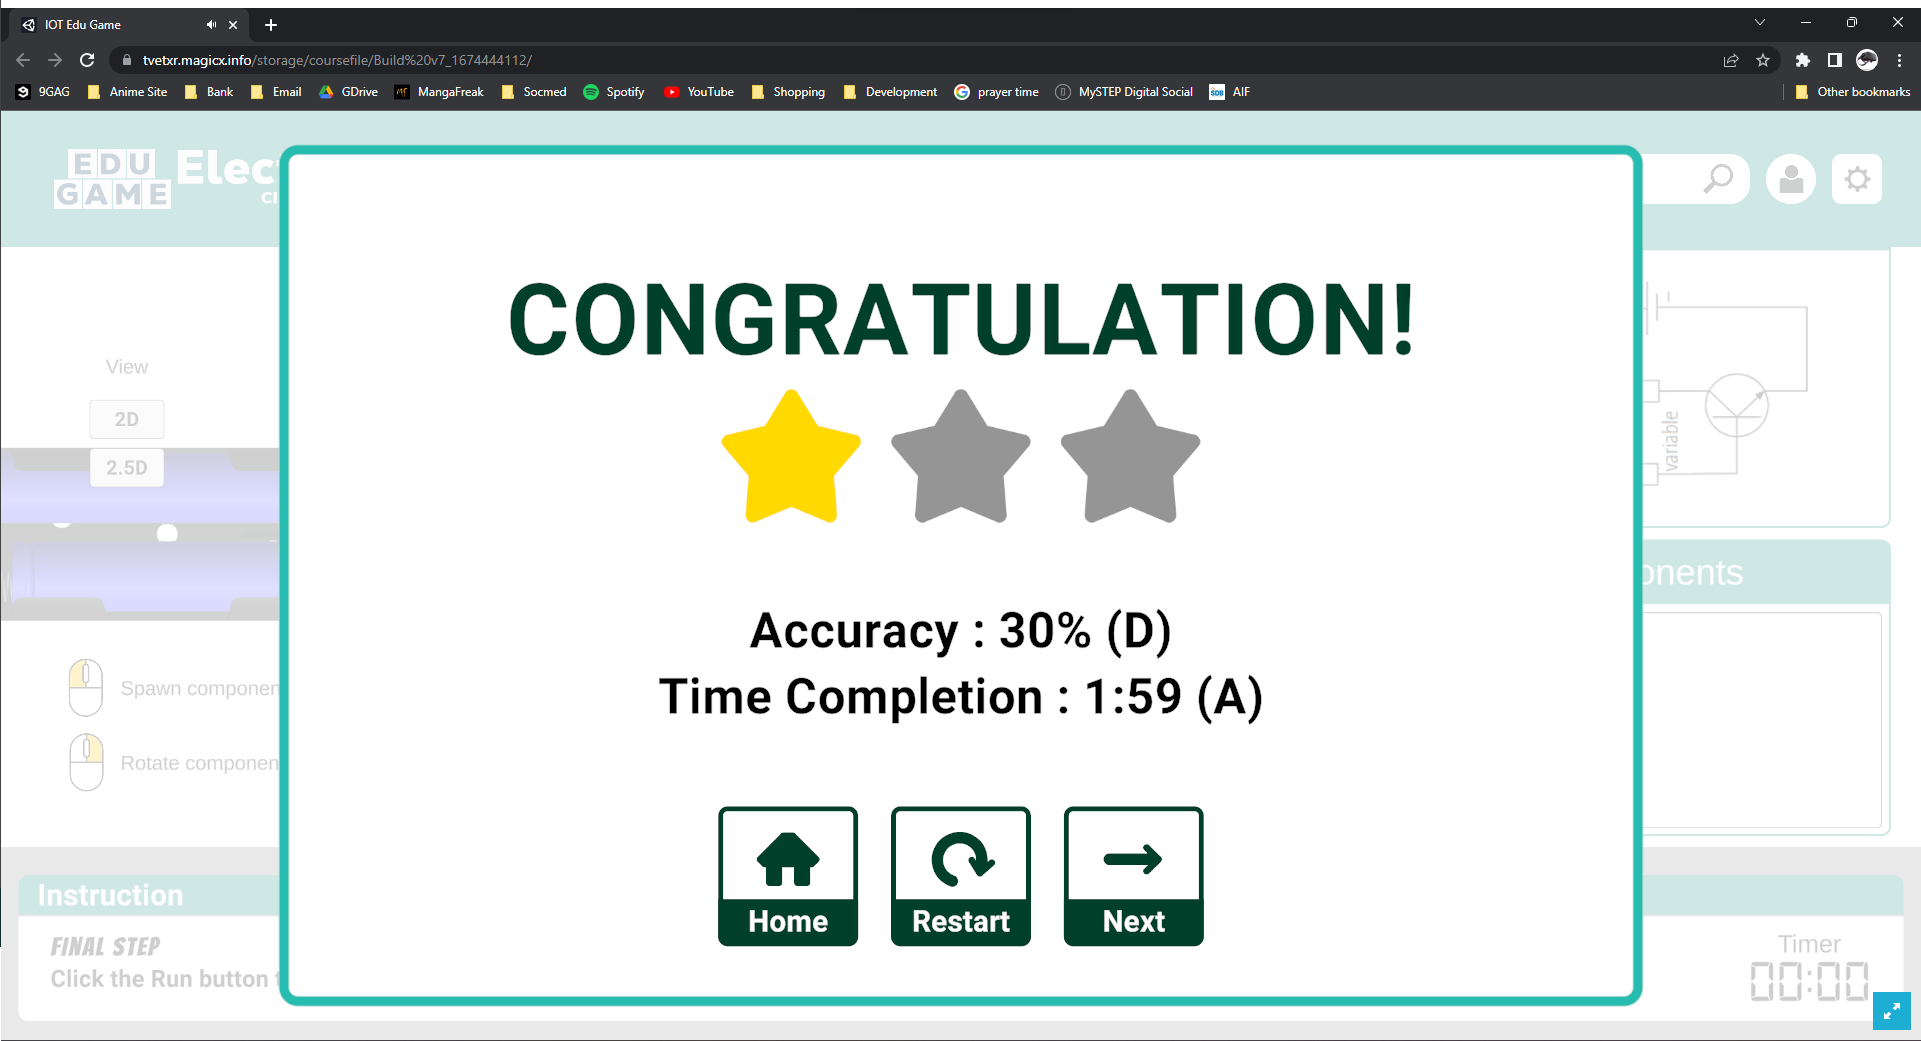 IOT Edu Game
tvetxr.magicx.info/storage/coursefile/Build%20v7_1674444112/
9GAG Anime Site Bank Email GDrive MangaFreak Socmed Spotify YouTube Shopping Development prayer time MySTEP Digital Social AIF Other bookmarks
EDU
GAME
Elec
CI
CONGRATULATION!
View
2D
2.5D
variable
onents
Accuracy : 30% (D)
Time Completion : 1:59 (A)
Spawn componen
Rotate componen
Home Restart Next
Instruction
FINAL STEP
Click the Run button
Timer
00:00